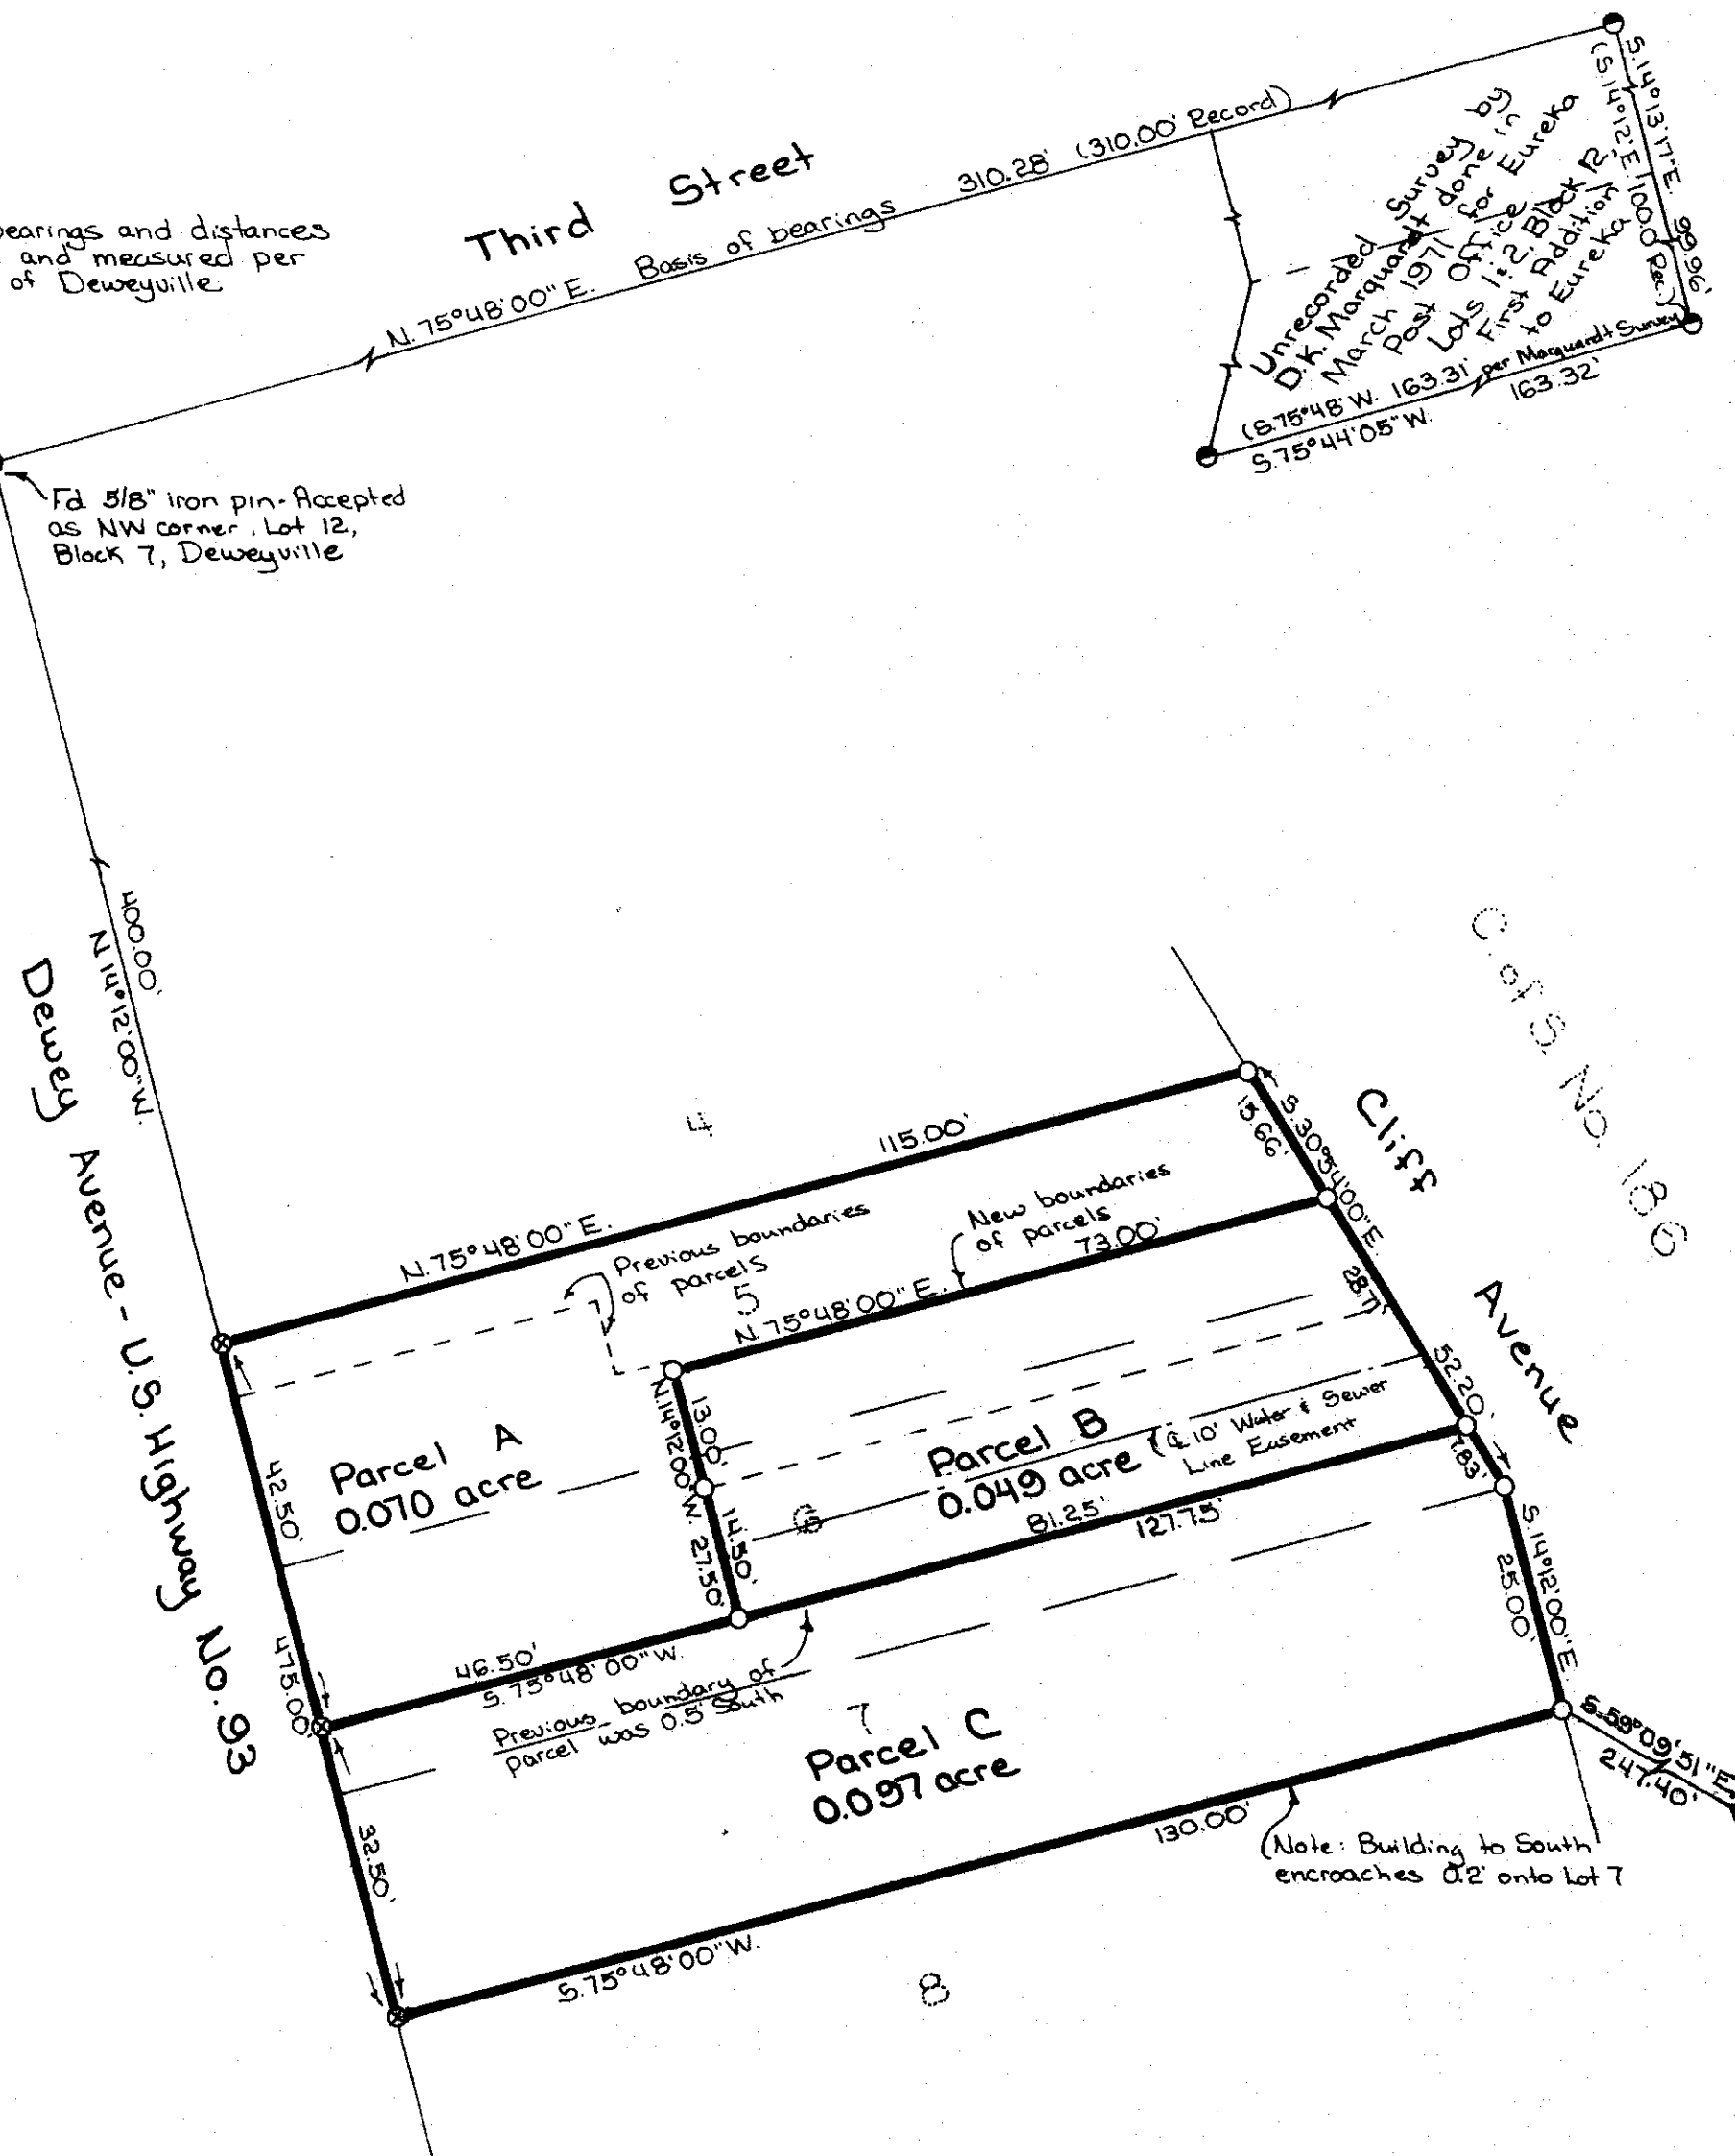 Third Street
N.75°48'00"E. Basis of bearings 310.28' (310.00' Record)
S.14°13'17"E. 99.96'
(S.14°12'E. 100.0' Rec.)
Unrecorded Survey by
D.K. Marquardt done in
March 1971 for Eureka
Post Office
Lots 1 & 2, Block 12,
First Addition
to Eureka
(S.75°48'W. 163.31' per Marquardt Survey)
S.75°44'05"W. 163.32'
bearings and distances
and measured per
of Deweyville
Fd 5/8" iron pin-Accepted
as NW corner, Lot 12,
Block 7, Deweyville
400.00'
N.14°12'00"W.
Dewey Avenue - U.S. Highway No. 93
C. of S. No. 186
Cliff Avenue
4
115.00'
N.75°48'00"E.
15.66'
S.30°54'00"E.
Previous boundaries
of parcels
5
New boundaries
of parcels
73.00'
N.75°48'00"E.
28.71'
52.20'
7.83'
Parcel A
0.070 acre
42.50'
475.00'
13.00'
N.14°12'00"W. 27.50'
14.50'
6
Parcel B
0.049 acre
(℄ 10' Water & Sewer
Line Easement
81.25'
127.75'
46.50'
S.75°48'00"W.
Previous boundary of
parcel was 0.5' South
S.14°12'00"E.
25.00'
7
Parcel C
0.097 acre
32.50'
130.00'
S.75°48'00"W.
S.59°09'51"E.
247.40'
(Note: Building to South
encroaches 0.2' onto Lot 7
8